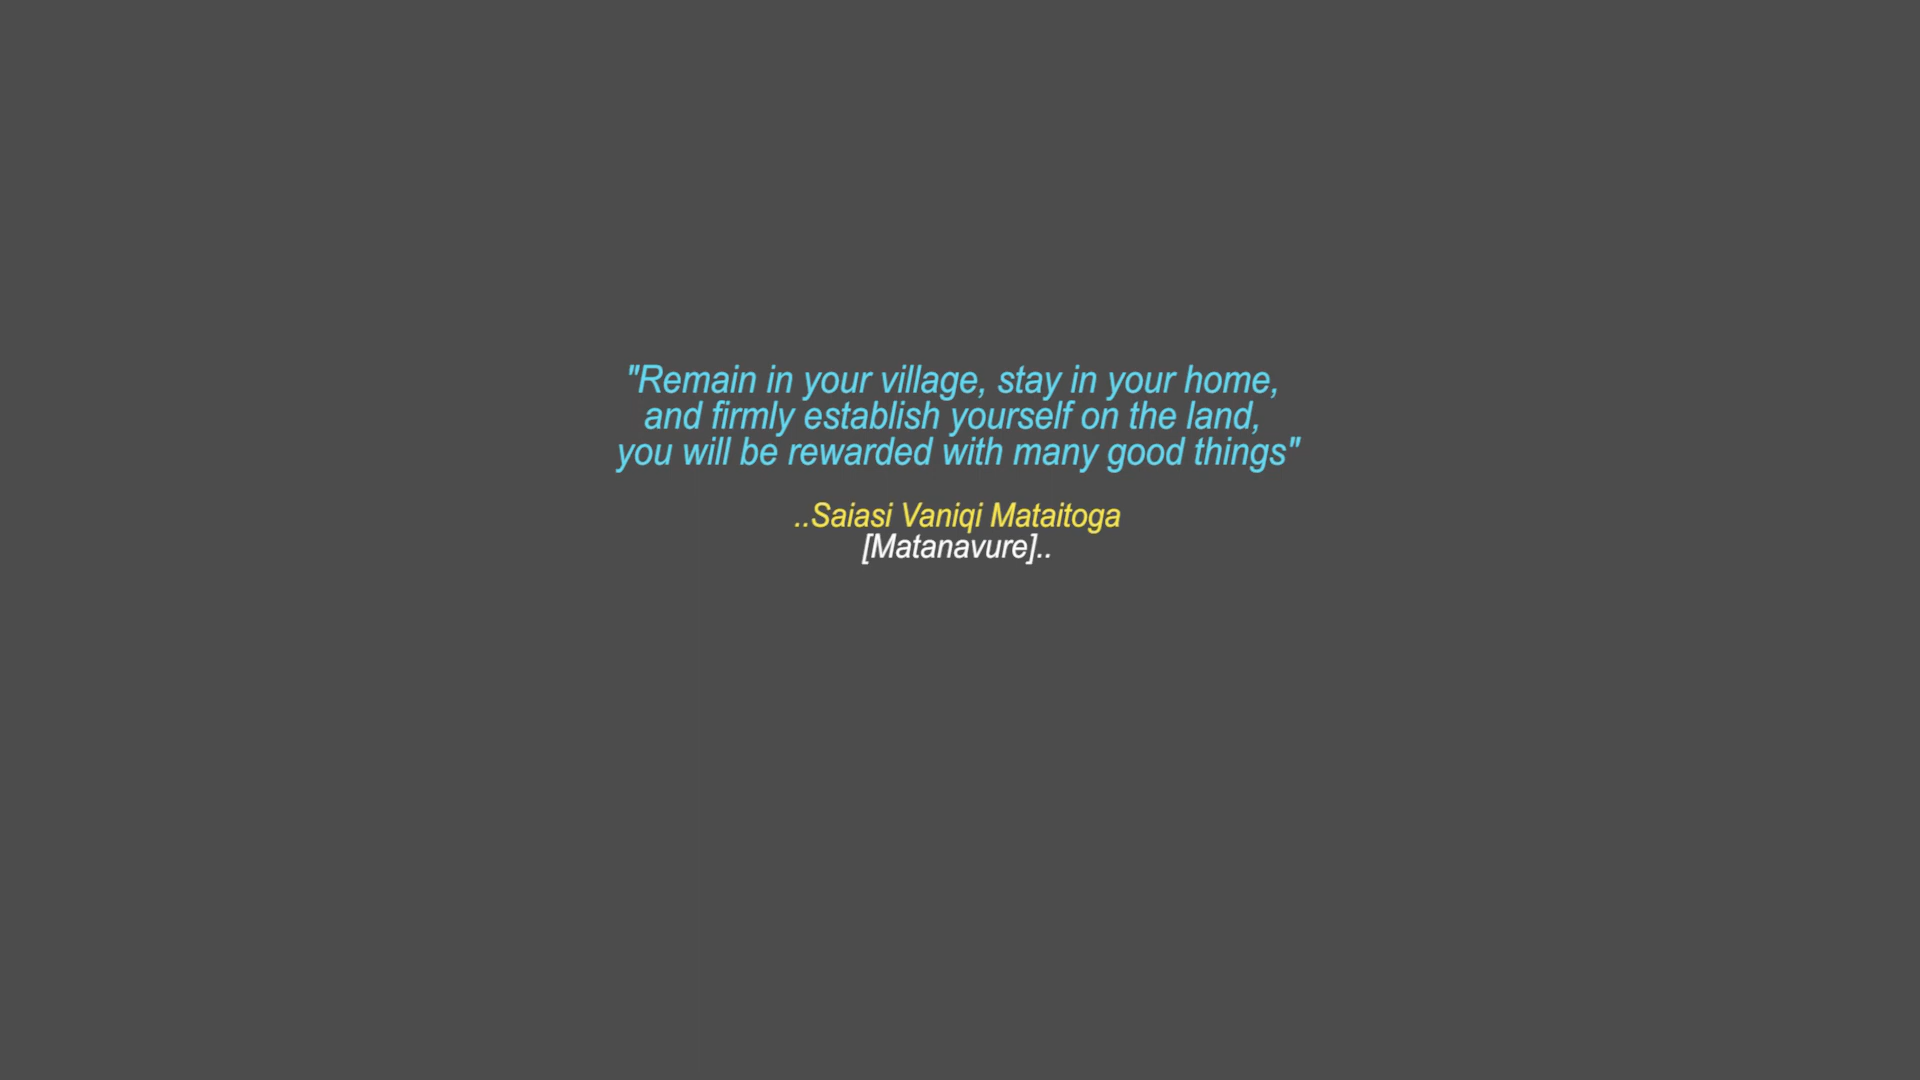 "Remain in your village, stay in your home,
and firmly establish yourself on the land,
you will be rewarded with many good things"
..Saiasi Vaniqi Mataitoga
[Matanavure]..